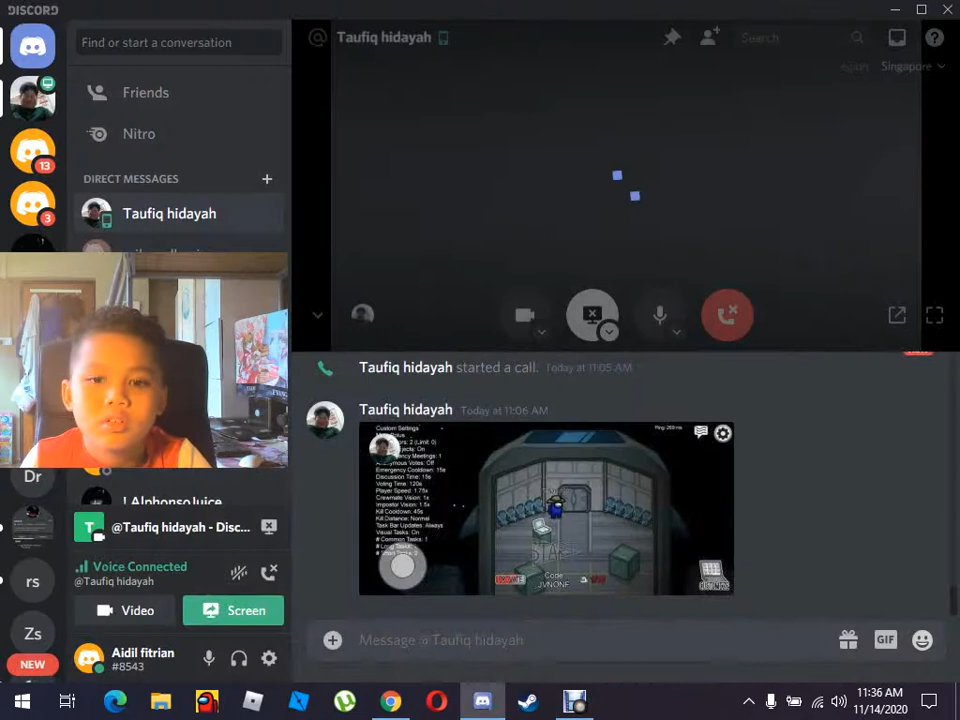 DISCORD
Find or start a conversation
Taufiq hidayah
Search
Singapore
Friends
Nitro
DIRECT MESSAGES
Taufiq hidayah
13
3
Taufiq hidayah started a call. Today at 11:05 AM
Taufiq hidayah Today at 11:06 AM
Custom Settings
Emergency Cooldown: 15s
Discussion Time: 15s
Voting Time: 120s
Player Speed: 1.75x
Crewmate Vision: 1x
Impostor Vision: 1.5x
Kill Cooldown: 45s
Kill Distance: Normal
Task Bar Updates: Always
Visual Tasks: On
# Common Tasks: 1
START
Code
JVNONF
Dr
! AlphonsoJuice
T
@Taufiq hidayah - Disc...
Voice Connected
@Taufiq hidayah
rs
Video
Screen
Message @Taufiq hidayah
GIF
Zs
NEW
Aidil fitrian
#8543
11:36 AM
11/14/2020